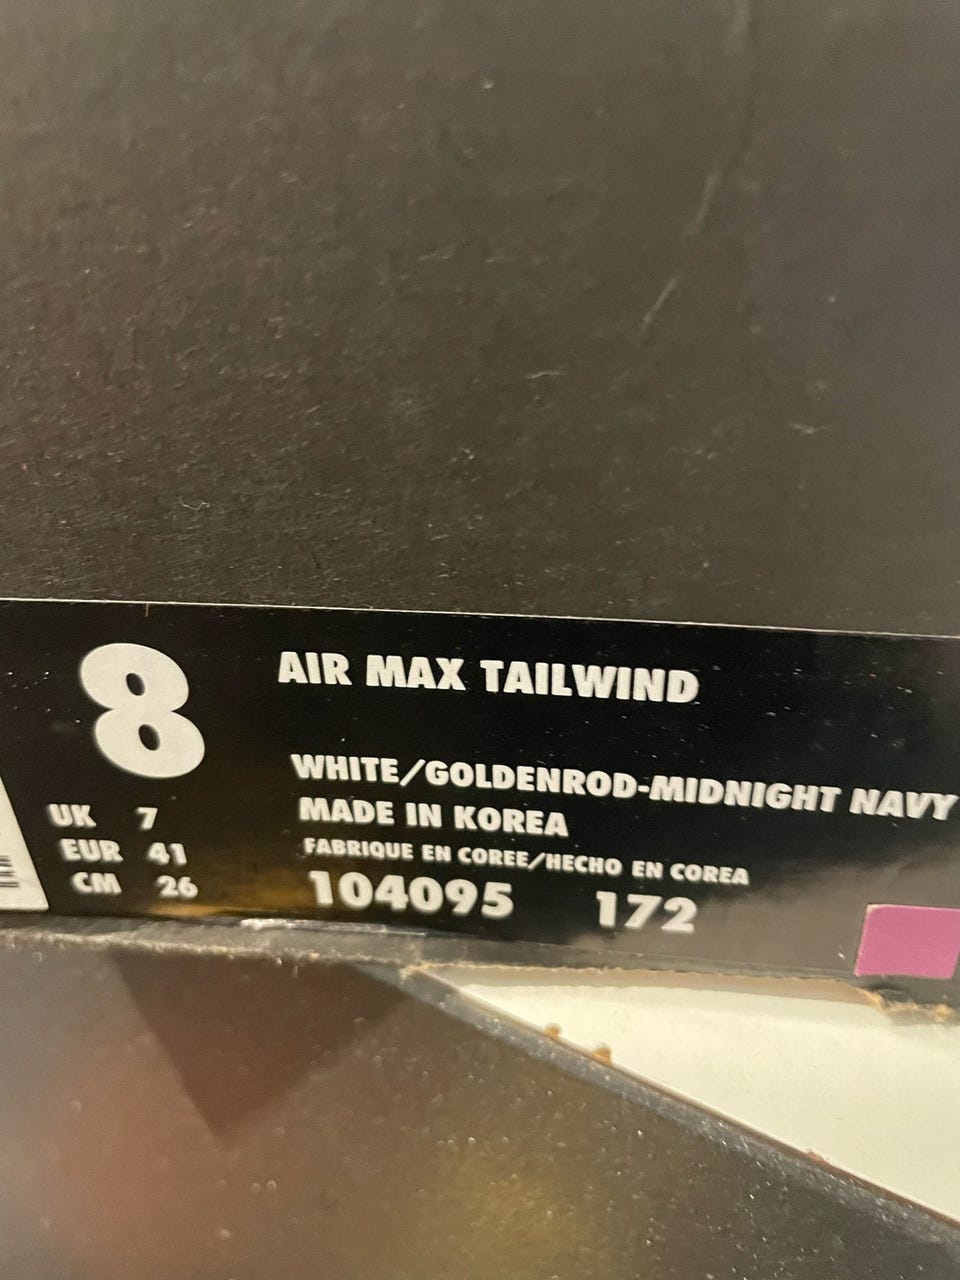 8
AIR MAX TAILWIND
WHITE/GOLDENROD-MIDNIGHT NAVY
MADE IN KOREA
FABRIQUE EN COREE/HECHO EN COREA
104095 172
UK 7
EUR 41
CM 26